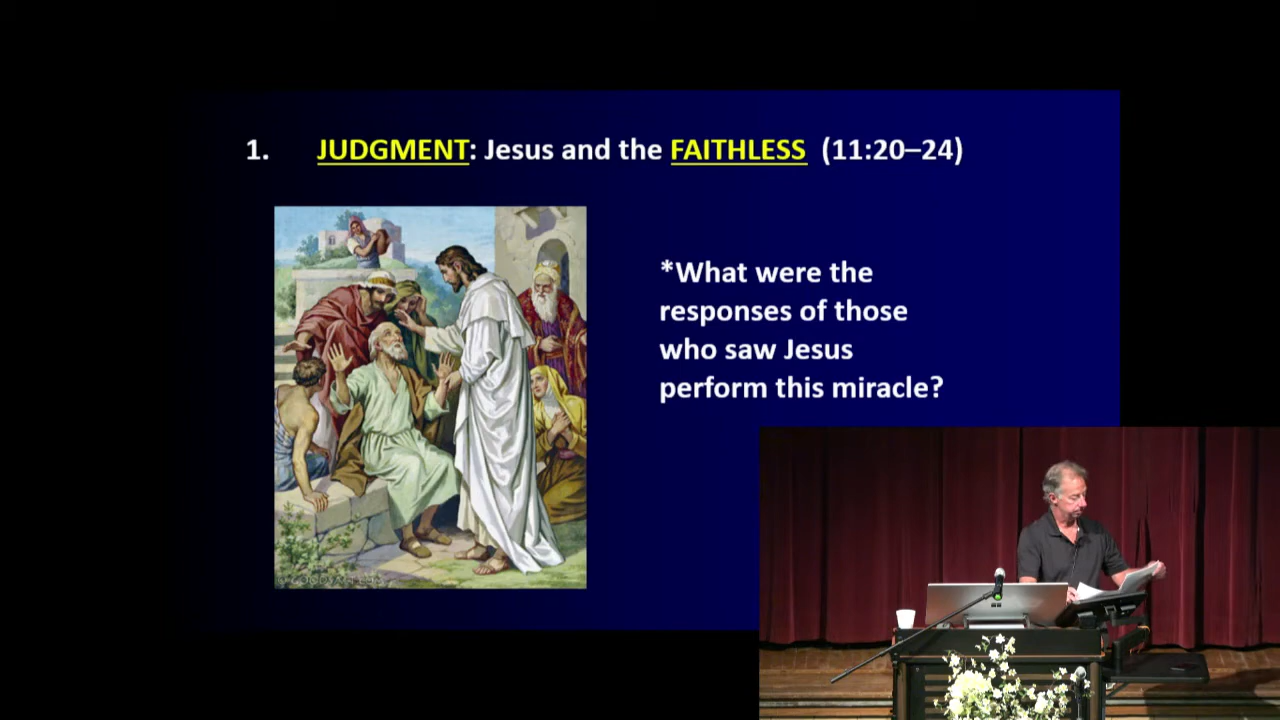 1. JUDGMENT: Jesus and the FAITHLESS (11:20–24)
*What were the
responses of those
who saw Jesus
perform this miracle?